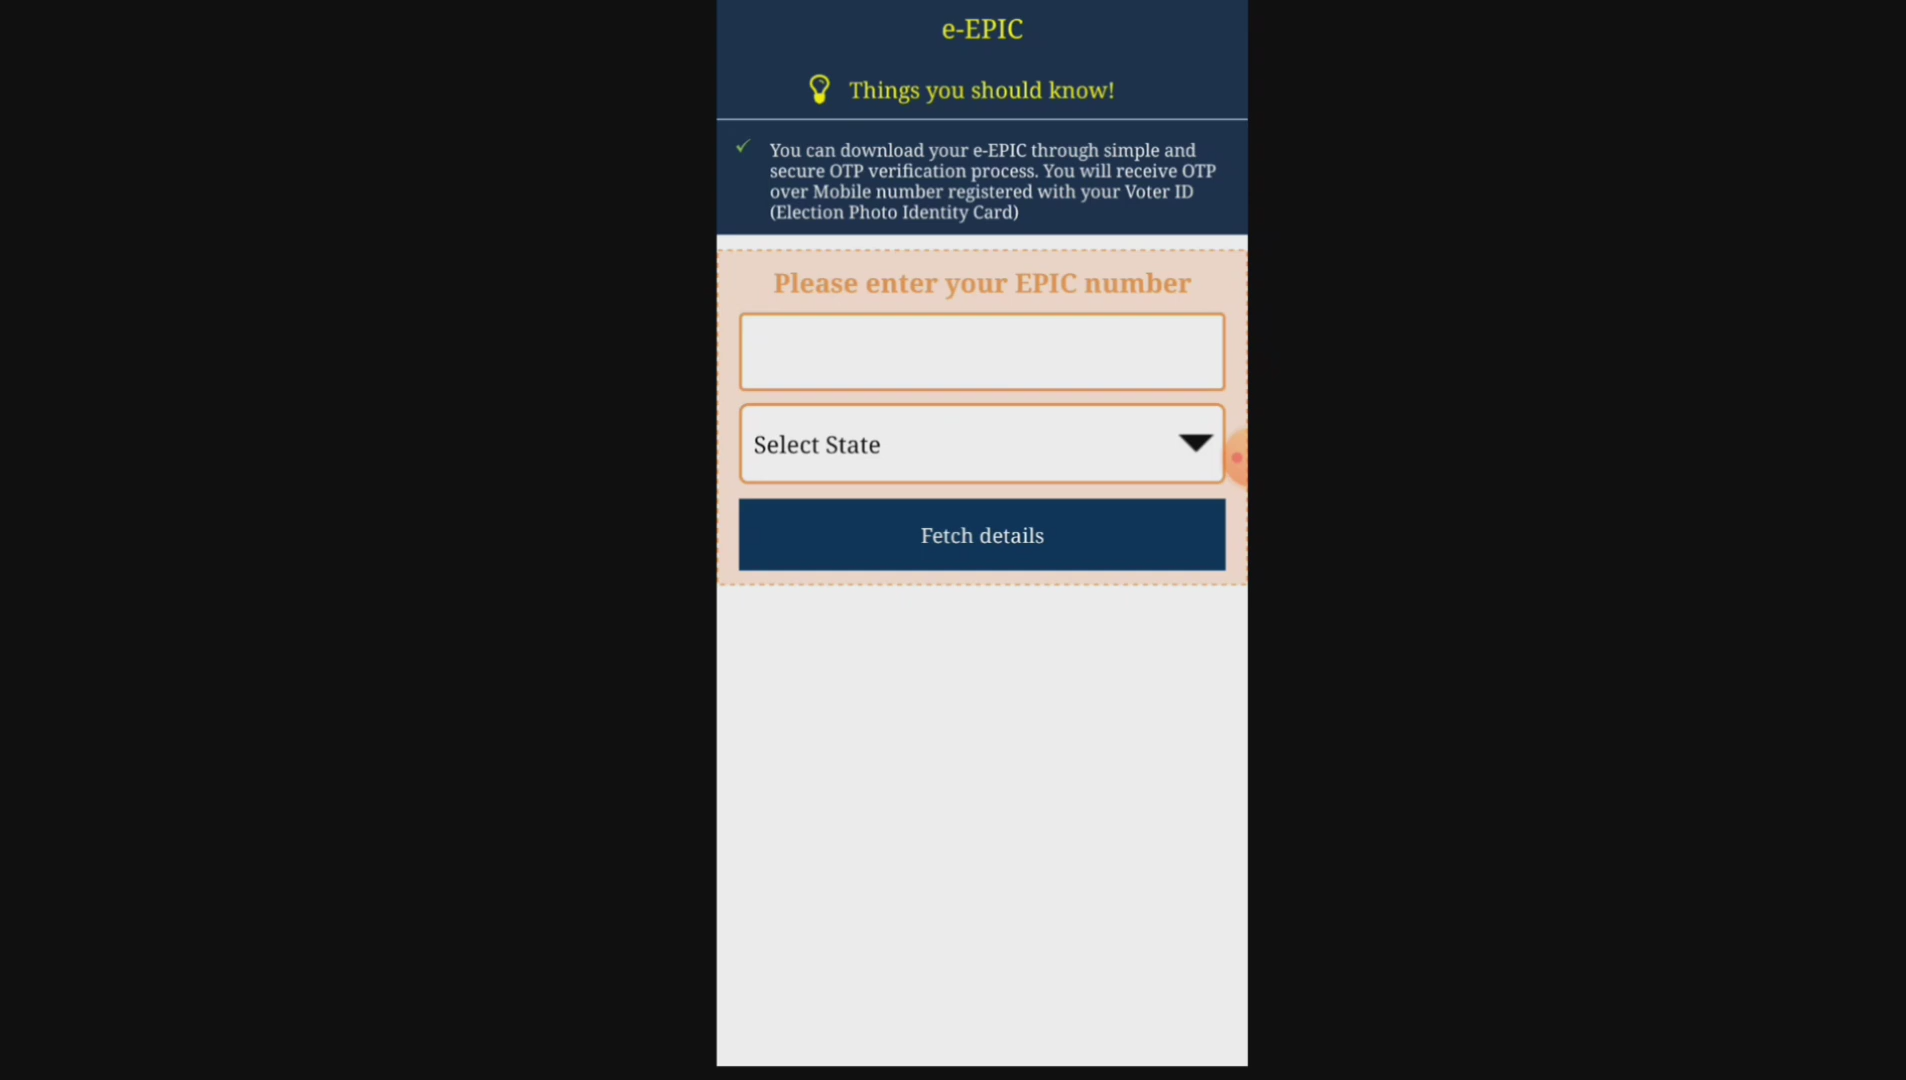 e-EPIC
Things you should know!
You can download your e-EPIC through simple and
secure OTP verification process. You will receive OTP
over Mobile number registered with your Voter ID
(Election Photo Identity Card)
Please enter your EPIC number
Select State
Fetch details